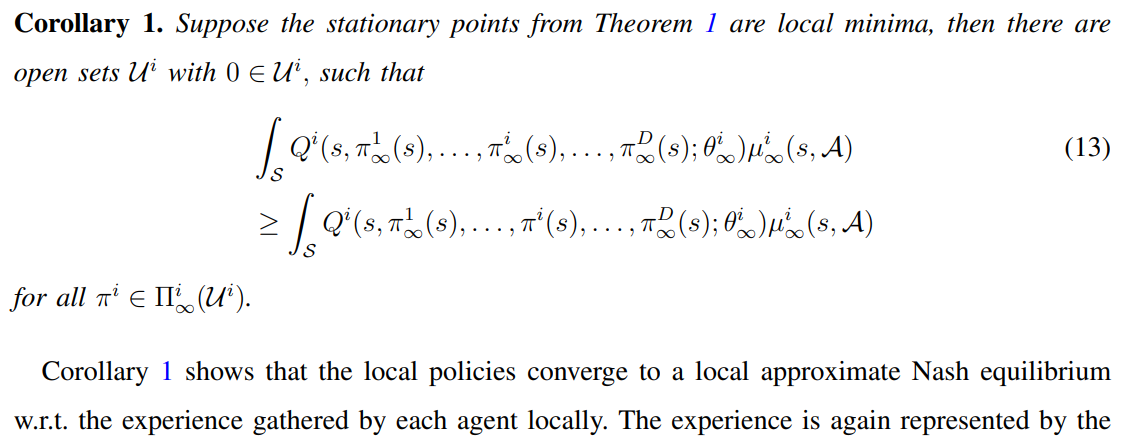 Corollary 1. Suppose the stationary points from Theorem 1 are local minima, then there are
open sets $\mathcal{U}^i$ with $0 \in \mathcal{U}^i$, such that
$\int_{\mathcal{S}} Q^i(s, \pi^1_\infty(s), \ldots, \pi^i_\infty(s), \ldots, \pi^D_\infty(s); \theta^i_\infty) \mu^i_\infty(s, \mathcal{A})$ (13)
$\geq \int_{\mathcal{S}} Q^i(s, \pi^1_\infty(s), \ldots, \pi^i(s), \ldots, \pi^D_\infty(s); \theta^i_\infty) \mu^i_\infty(s, \mathcal{A})$
for all $\pi^i \in \Pi^i_\infty(\mathcal{U}^i)$.
Corollary 1 shows that the local policies converge to a local approximate Nash equilibrium
w.r.t. the experience gathered by each agent locally. The experience is again represented by the